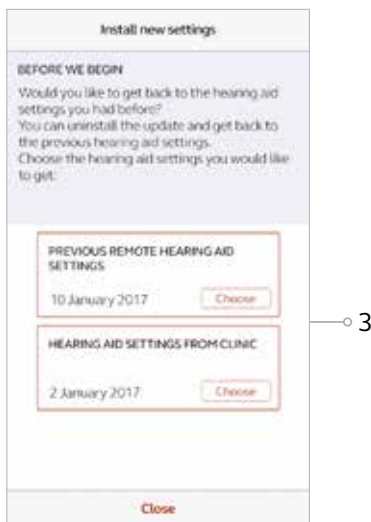 Install new settings
BEFORE WE BEGIN
Would you like to get back to the hearing aid
settings you had before?
You can uninstall the update and get back to
the previous hearing aid settings.
Choose the hearing aid settings you would like
to get:
PREVIOUS REMOTE HEARING AID
SETTINGS
10 January 2017 Choose
3
HEARING AID SETTINGS FROM CLINIC
2 January 2017 Choose
Close